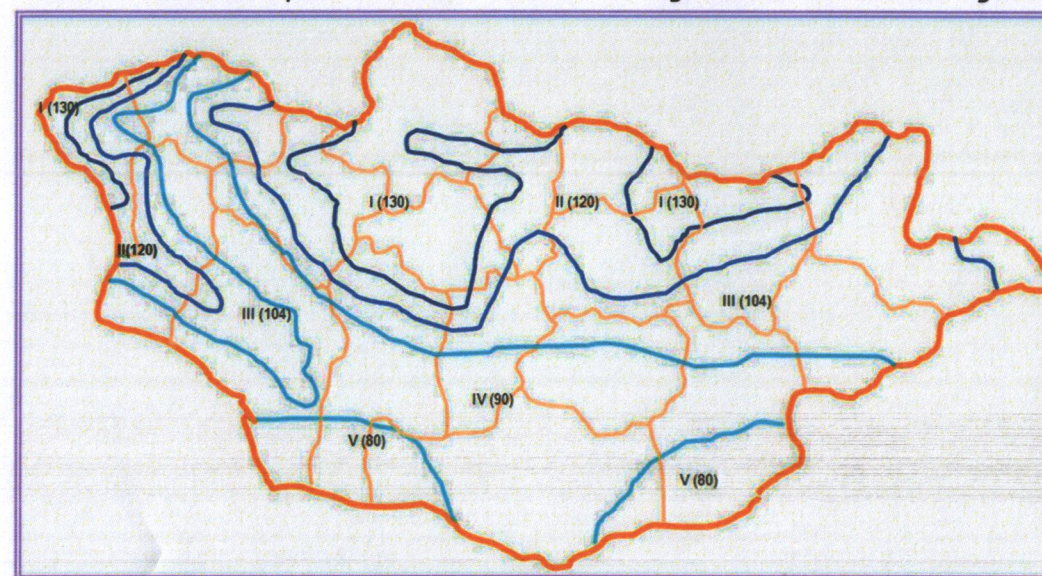 I (130)
I (130)
II (120)
I (130)
II(120)
III (104)
III (104)
IV (90)
V (80)
V (80)